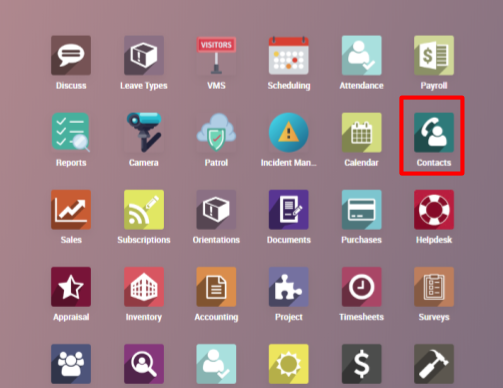 VISITORS
Discuss
Leave Types
VMS
Scheduling
Attendance
Payroll
Reports
Camera
Patrol
Incident Man...
Calendar
Contacts
Sales
Subscriptions
Orientations
Documents
Purchases
Helpdesk
Appraisal
Inventory
Accounting
Project
Timesheets
Surveys